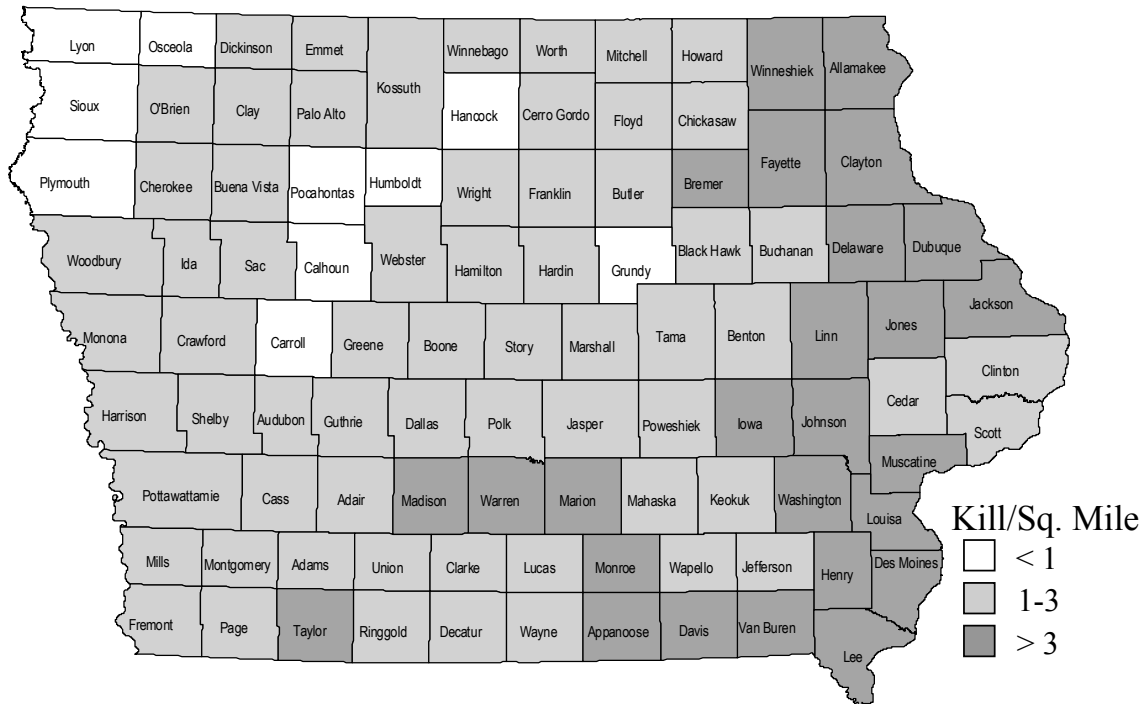 Lyon
Osceola
Dickinson
Emmet
Winnebago
Worth
Mitchell
Howard
Winneshiek
Allamakee
Kossuth
Sioux
O'Brien
Clay
Palo Alto
Hancock
Cerro Gordo
Floyd
Chickasaw
Fayette
Clayton
Plymouth
Cherokee
Buena Vista
Pocahontas
Humboldt
Wright
Franklin
Butler
Bremer
Woodbury
Ida
Sac
Calhoun
Webster
Hamilton
Hardin
Grundy
Black Hawk
Buchanan
Delaware
Dubuque
Monona
Crawford
Carroll
Greene
Boone
Story
Marshall
Tama
Benton
Linn
Jones
Jackson
Clinton
Harrison
Shelby
Audubon
Guthrie
Dallas
Polk
Jasper
Poweshiek
Iowa
Johnson
Cedar
Scott
Muscatine
Pottawattamie
Cass
Adair
Madison
Warren
Marion
Mahaska
Keokuk
Washington
Louisa
Mills
Montgomery
Adams
Union
Clarke
Lucas
Monroe
Wapello
Jefferson
Henry
Des Moines
Fremont
Page
Taylor
Ringgold
Decatur
Wayne
Appanoose
Davis
Van Buren
Lee
Kill/Sq. Mile
< 1
1-3
> 3